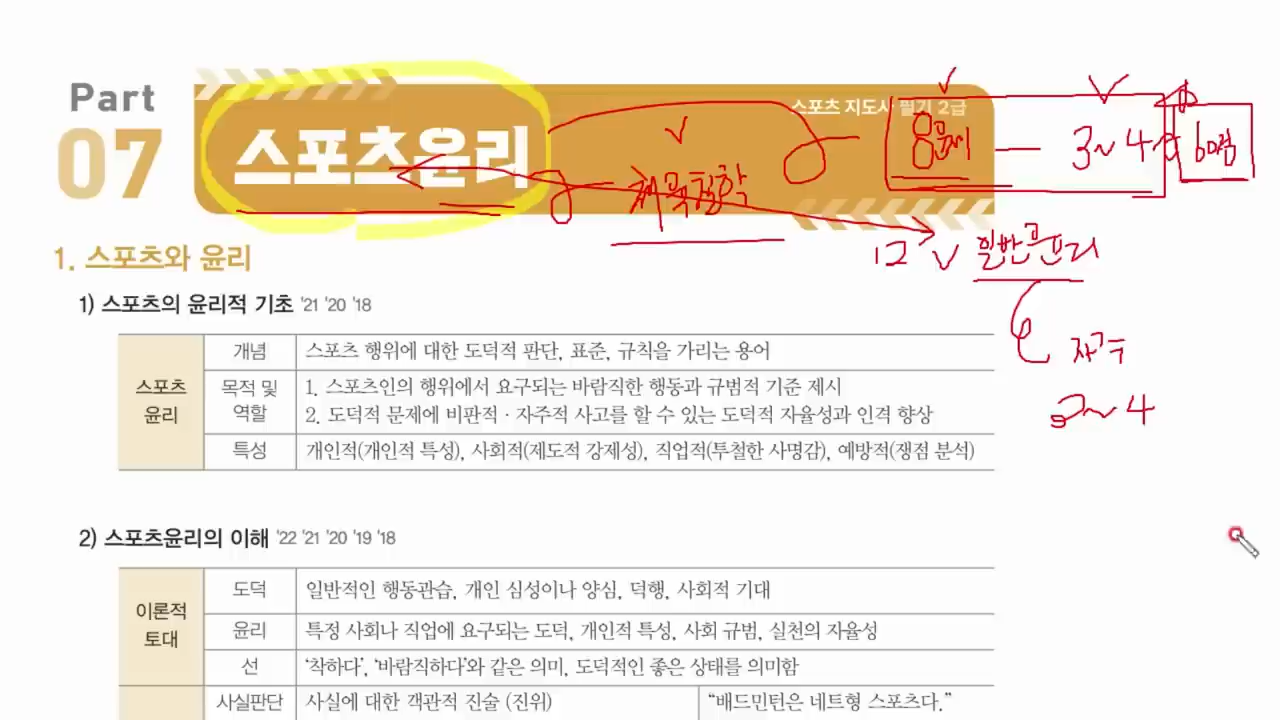 Part
07
스포츠윤리
스포츠 지도사 필기 2급
8문제
3~4
60점
체육철학
12
일반
자격
2~4
1. 스포츠와 윤리
1) 스포츠의 윤리적 기초 '21 '20 '18
스포츠 윤리
개념
스포츠 행위에 대한 도덕적 판단, 표준, 규칙을 가리는 용어
목적 및 역할
1. 스포츠인의 행위에서 요구되는 바람직한 행동과 규범적 기준 제시
2. 도덕적 문제에 비판적·자주적 사고를 할 수 있는 도덕적 자율성과 인격 향상
특성
개인적(개인적 특성), 사회적(제도적 강제성), 직업적(투철한 사명감), 예방적(쟁점 분석)
2) 스포츠윤리의 이해 '22 '21 '20 '19 '18
이론적 토대
도덕
일반적인 행동관습, 개인 심성이나 양심, 덕행, 사회적 기대
윤리
특정 사회나 직업에 요구되는 도덕, 개인적 특성, 사회 규범, 실천의 자율성
선
'착하다', '바람직하다'와 같은 의미, 도덕적인 좋은 상태를 의미함
사실판단
사실에 대한 객관적 진술 (진위)
"배드민턴은 네트형 스포츠다."